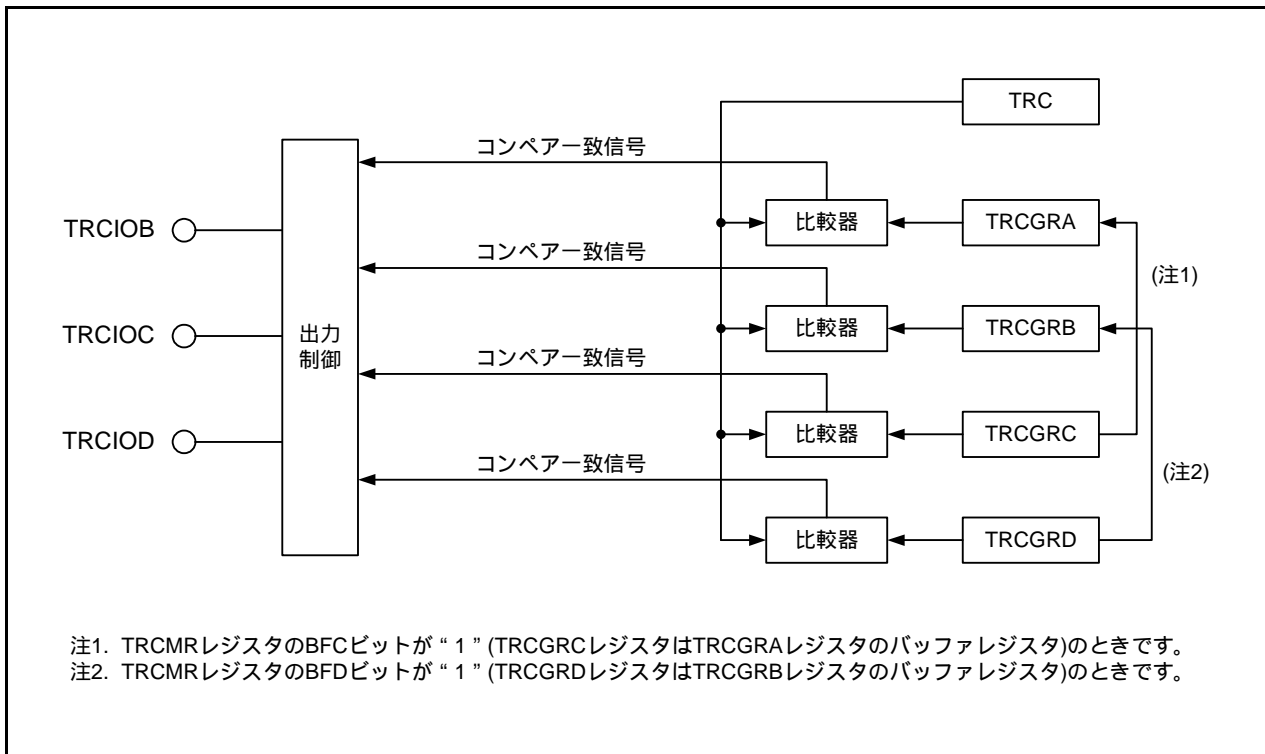 TRC
コンペア一致信号
比較器
TRCGRA
TRCIOB
コンペア一致信号
(注1)
比較器
TRCGRB
TRCIOC
出力
制御
コンペア一致信号
比較器
TRCGRC
TRCIOD
コンペア一致信号
(注2)
比較器
TRCGRD
注1. TRCMRレジスタのBFCビットが“1”(TRCGRCレジスタはTRCGRAレジスタのバッファレジスタ)のときです。
注2. TRCMRレジスタのBFDビットが“1”(TRCGRDレジスタはTRCGRBレジスタのバッファレジスタ)のときです。